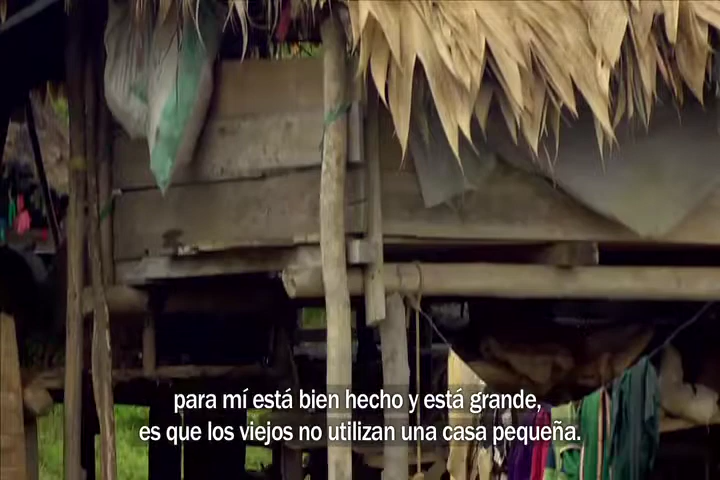 para mí está bien hecho y está grande,
es que los viejos no utilizan una casa pequeña.